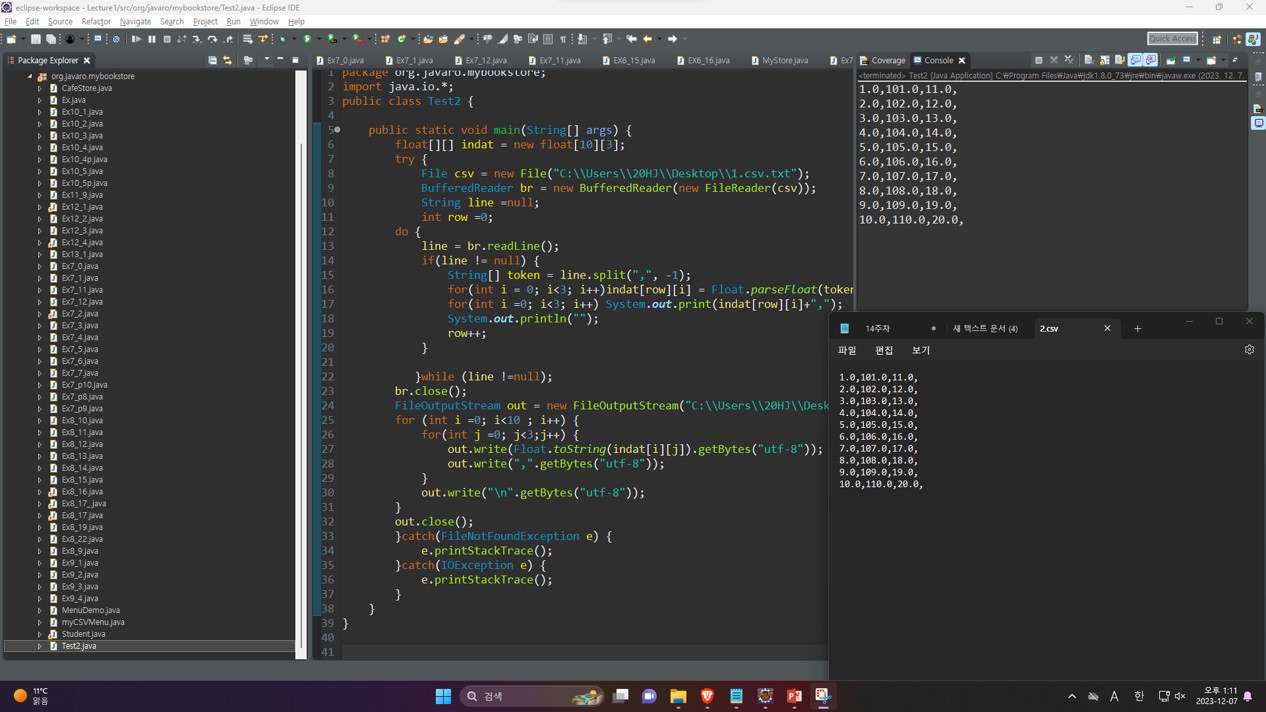 eclipse-workspace - Lecture1/src/org/javaro/mybookstore/Test2.java - Eclipse IDE
File Edit Source Refactor Navigate Search Project Run Window Help
Quick Access
Package Explorer
org.javaro.mybookstore
CafeStore.java
Ex.java
Ex10_1.java
Ex10_2.java
Ex10_3.java
Ex10_4.java
Ex10_4p.java
Ex10_5.java
Ex10_5p.java
Ex11_9.java
Ex12_1.java
Ex12_2.java
Ex12_3.java
Ex12_4.java
Ex13_1.java
Ex7_0.java
Ex7_1.java
Ex7_11.java
Ex7_12.java
Ex7_2.java
Ex7_3.java
Ex7_4.java
Ex7_5.java
Ex7_6.java
Ex7_7.java
Ex7_p10.java
Ex7_p8.java
Ex7_p9.java
Ex8_10.java
Ex8_11.java
Ex8_12.java
Ex8_13.java
Ex8_14.java
Ex8_15.java
Ex8_16.java
Ex8_17_.java
Ex8_17.java
Ex8_19.java
Ex8_22.java
Ex8_9.java
Ex9_1.java
Ex9_2.java
Ex9_3.java
Ex9_4.java
MenuDemo.java
myCSVMenu.java
Student.java
Test2.java
Ex7_0.java Ex7_1.java Ex7_12.java Ex7_11.java EX6_15.java EX6_16.java MyStore.java Ex7
1 package org.javaro.mybookstore;
2 import java.io.*;
3 public class Test2 {
4
5 public static void main(String[] args) {
6 float[][] indat = new float[10][3];
7 try {
8 File csv = new File("C:\\Users\\20HJ\\Desktop\\1.csv.txt");
9 BufferedReader br = new BufferedReader(new FileReader(csv));
10 String line =null;
11 int row =0;
12 do {
13 line = br.readLine();
14 if(line != null) {
15 String[] token = line.split(",", -1);
16 for(int i = 0; i<3; i++)indat[row][i] = Float.parseFloat(token
17 for(int i =0; i<3; i++) System.out.print(indat[row][i]+",");
18 System.out.println("");
19 row++;
20 }
21
22 }while (line !=null);
23 br.close();
24 FileOutputStream out = new FileOutputStream("C:\\Users\\20HJ\\Desk
25 for (int i =0; i<10 ; i++) {
26 for(int j =0; j<3;j++) {
27 out.write(Float.toString(indat[i][j]).getBytes("utf-8"));
28 out.write(",".getBytes("utf-8"));
29 }
30 out.write("\n".getBytes("utf-8"));
31 }
32 out.close();
33 }catch(FileNotFoundException e) {
34 e.printStackTrace();
35 }catch(IOException e) {
36 e.printStackTrace();
37 }
38 }
39 }
40
41
Coverage Console
<terminated> Test2 [Java Application] C:₩Program Files₩Java₩jdk1.8.0_73₩jre₩bin₩javaw.exe (2023. 12. 7.
1.0,101.0,11.0,
2.0,102.0,12.0,
3.0,103.0,13.0,
4.0,104.0,14.0,
5.0,105.0,15.0,
6.0,106.0,16.0,
7.0,107.0,17.0,
8.0,108.0,18.0,
9.0,109.0,19.0,
10.0,110.0,20.0,
14주차 새 텍스트 문서 (4) 2.csv
파일 편집 보기
1.0,101.0,11.0,
2.0,102.0,12.0,
3.0,103.0,13.0,
4.0,104.0,14.0,
5.0,105.0,15.0,
6.0,106.0,16.0,
7.0,107.0,17.0,
8.0,108.0,18.0,
9.0,109.0,19.0,
10.0,110.0,20.0,
11°C
맑음
검색
A 한
오후 1:11
2023-12-07